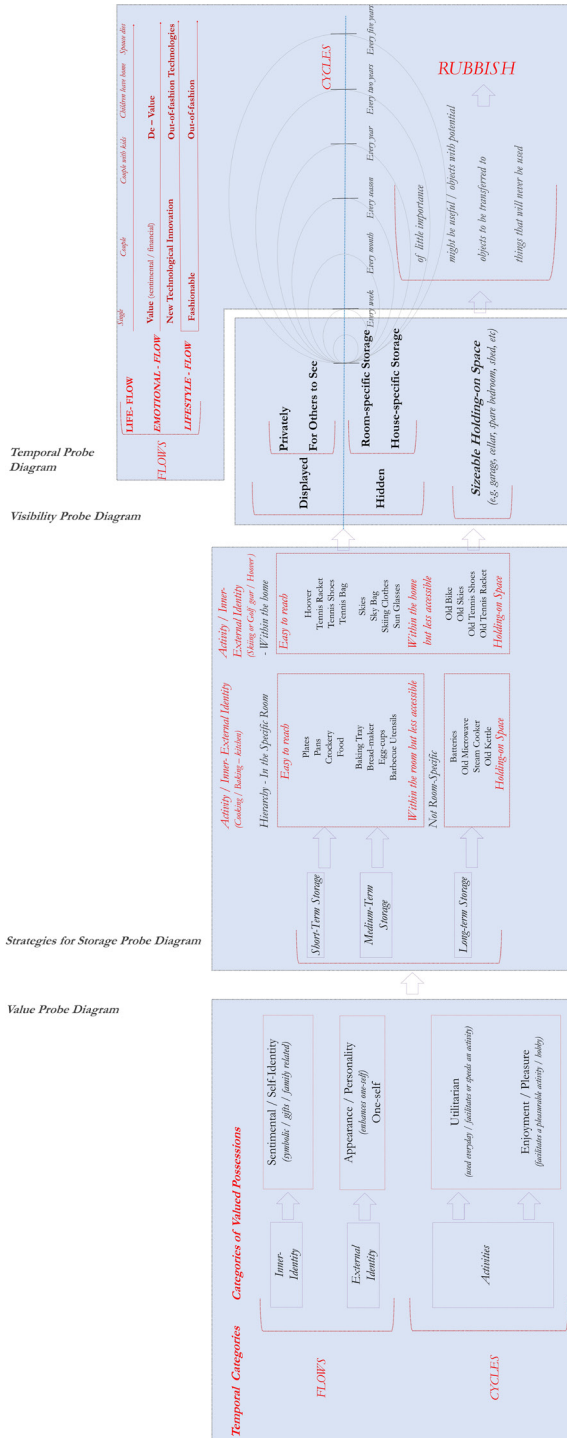 Value Probe Diagram
Temporal Categories
Categories of Valued Possessions
FLOWS
Inner-
Identity
Sentimental / Self-Identity
(symbolic / gifts / family related)
External
Identity
Appearance / Personality
(enhances one-self)
One-self
CYCLES
Activities
Utilitarian
(used everyday / facilitates or speeds an activity)
Enjoyment / Pleasure
(facilitates a pleasurable activity / hobby)
Strategies for Storage Probe Diagram
Short-Term Storage
Medium-Term
Storage
Long-term Storage
Activity / Inner- External Identity
(Cooking / Baking – kitchen)
Hierarchy - In the Specific Room
Easy to reach
Plates
Pans
Crockery
Food
Baking Tray
Bread-maker
Egg-cups
Barbecue Utensils
Within the room but less accessible
Not Room-Specific
Batteries
Old Microwave
Steam Cooker
Old Kettle
Holding-on Space
Activity / Inner-
External Identity
(Skiing or Golf gear / Hoover)
- Within the home
Easy to reach
Hoover
Tennis Racket
Tennis Shoes
Tennis Bag
Skies
Sky Bag
Skiing Clothes
Sun Glasses
Within the home
but less accessible
Old Bike
Old Skies
Old Tennis Shoes
Old Tennis Racket
Holding-on Space
Visibility Probe Diagram
Displayed
Privately
For Others to See
Hidden
Room-specific Storage
House-specific Storage
Sizeable Holding-on Space
(e.g. garage, cellar, spare bedroom, shed, etc)
Temporal Probe
Diagram
FLOWS
LIFE- FLOW
Single
Couple
Couple with kids
Children leave home
Spouse dies
EMOTIONAL - FLOW
Value (sentimental / financial)
De – Value
New Technological Innovation
Out-of-fashion Technologies
LIFESTYLE - FLOW
Fashionable
Out-of-fashion
CYCLES
Every week
Every month
Every season
Every year
Every two years
Every five years
of little importance
might be useful / objects with potential
objects to be transferred to
things that will never be used
RUBBISH